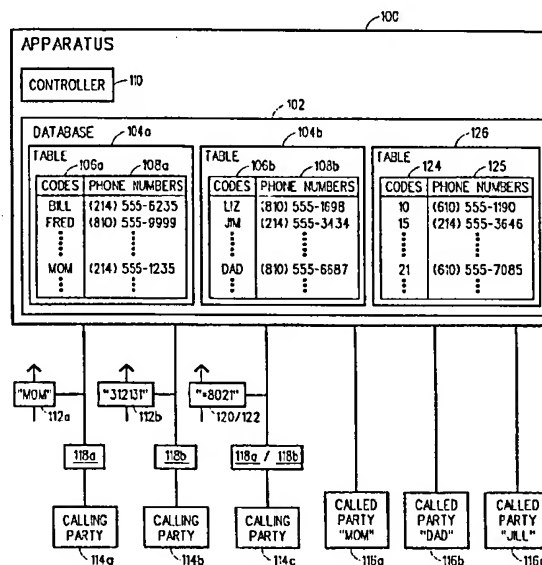 100
APPARATUS
CONTROLLER 110
102
DATABASE 104a 104b 126
TABLE TABLE TABLE
106a 108a 106b 108b 124 125
CODES PHONE NUMBERS CODES PHONE NUMBERS CODES PHONE NUMBERS
BILL (214) 555-6235 LIZ (810) 555-1698 10 (610) 555-1190
FRED (810) 555-9999 JIM (214) 555-3434 15 (214) 555-3646
MOM (214) 555-1235 DAD (810) 555-6687 21 (610) 555-7085
"MOM" "312131" "*8021"
112a 112b 120/122
118a 118b 118a / 118b
CALLING PARTY CALLING PARTY CALLING PARTY CALLED PARTY "MOM" CALLED PARTY "DAD" CALLED PARTY "JILL"
114a 114b 114c 116a 116b